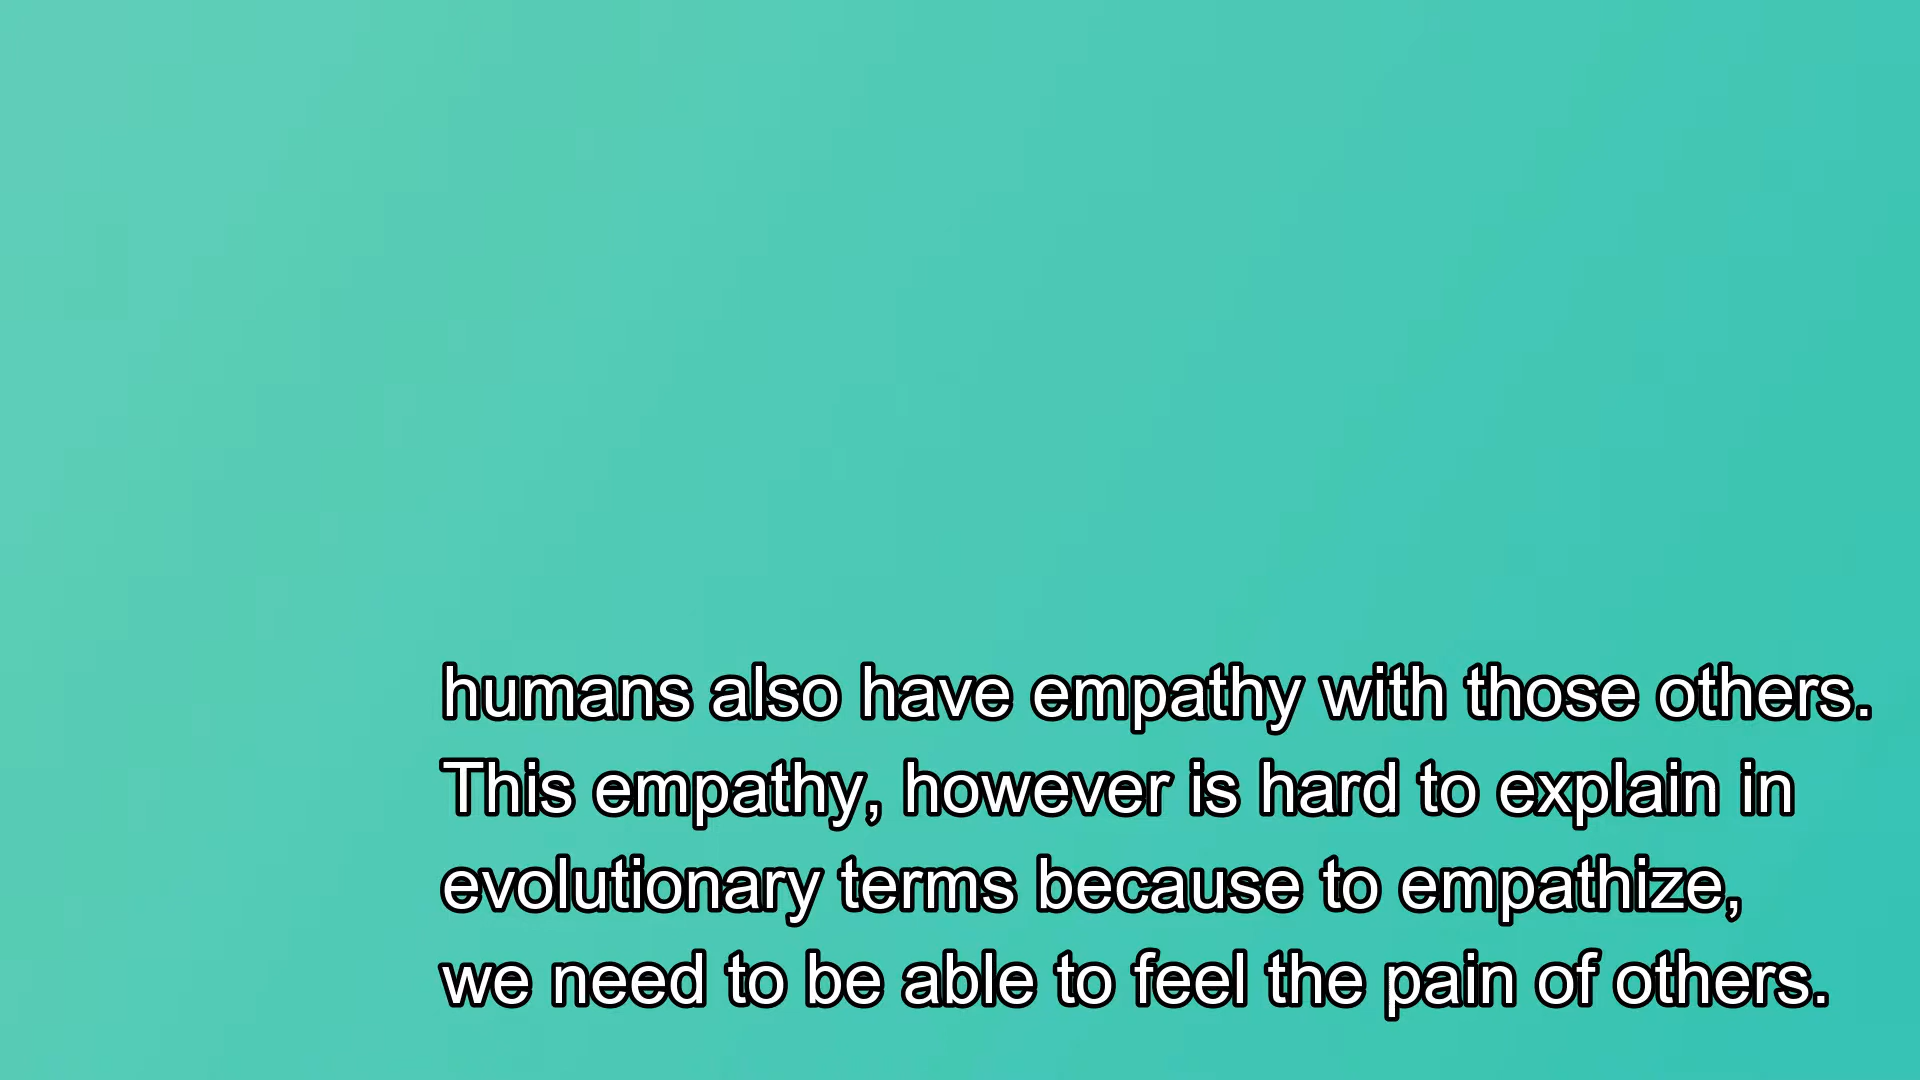 humans also have empathy with those others.
This empathy, however is hard to explain in
evolutionary terms because to empathize,
we need to be able to feel the pain of others.